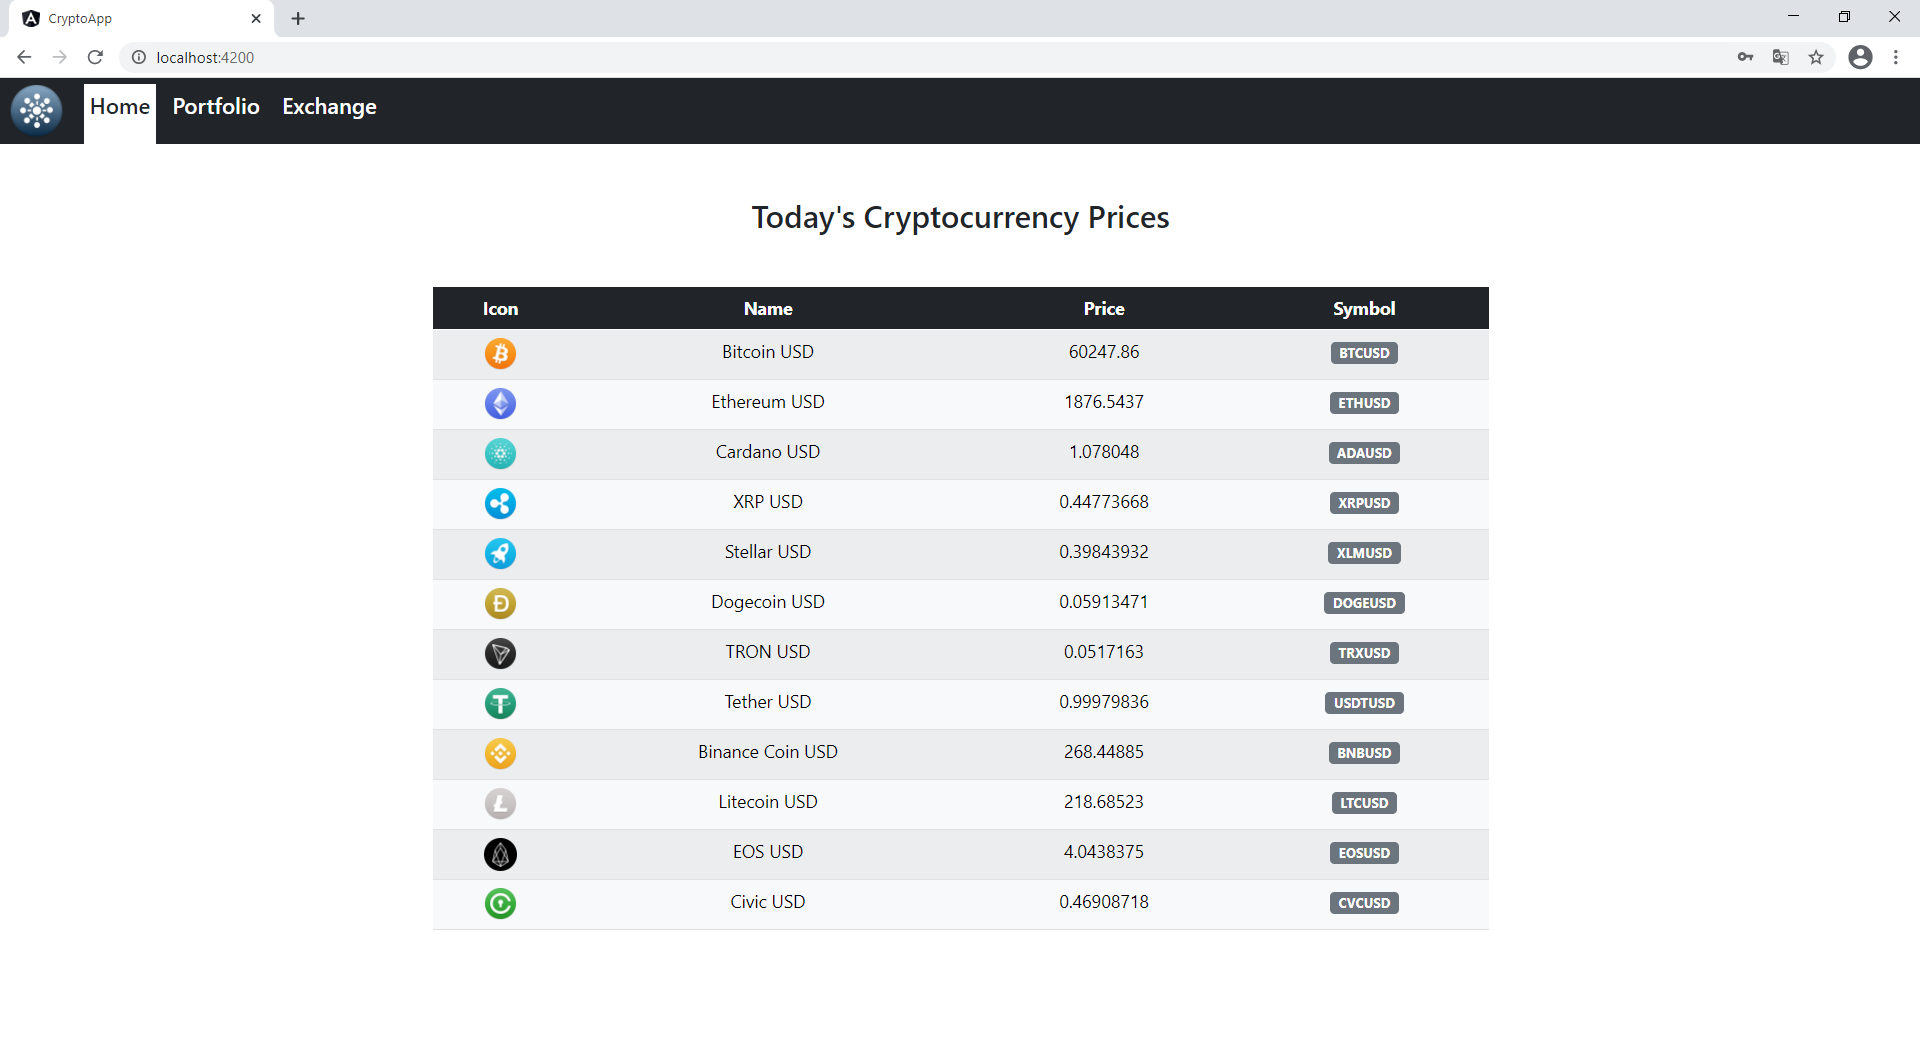 CryptoApp
localhost:4200
Home Portfolio Exchange
Today's Cryptocurrency Prices
Icon Name Price Symbol
Bitcoin USD 60247.86 BTCUSD
Ethereum USD 1876.5437 ETHUSD
Cardano USD 1.078048 ADAUSD
XRP USD 0.44773668 XRPUSD
Stellar USD 0.39843932 XLMUSD
Dogecoin USD 0.05913471 DOGEUSD
TRON USD 0.0517163 TRXUSD
Tether USD 0.99979836 USDTUSD
Binance Coin USD 268.44885 BNBUSD
Litecoin USD 218.68523 LTCUSD
EOS USD 4.0438375 EOSUSD
Civic USD 0.46908718 CVCUSD